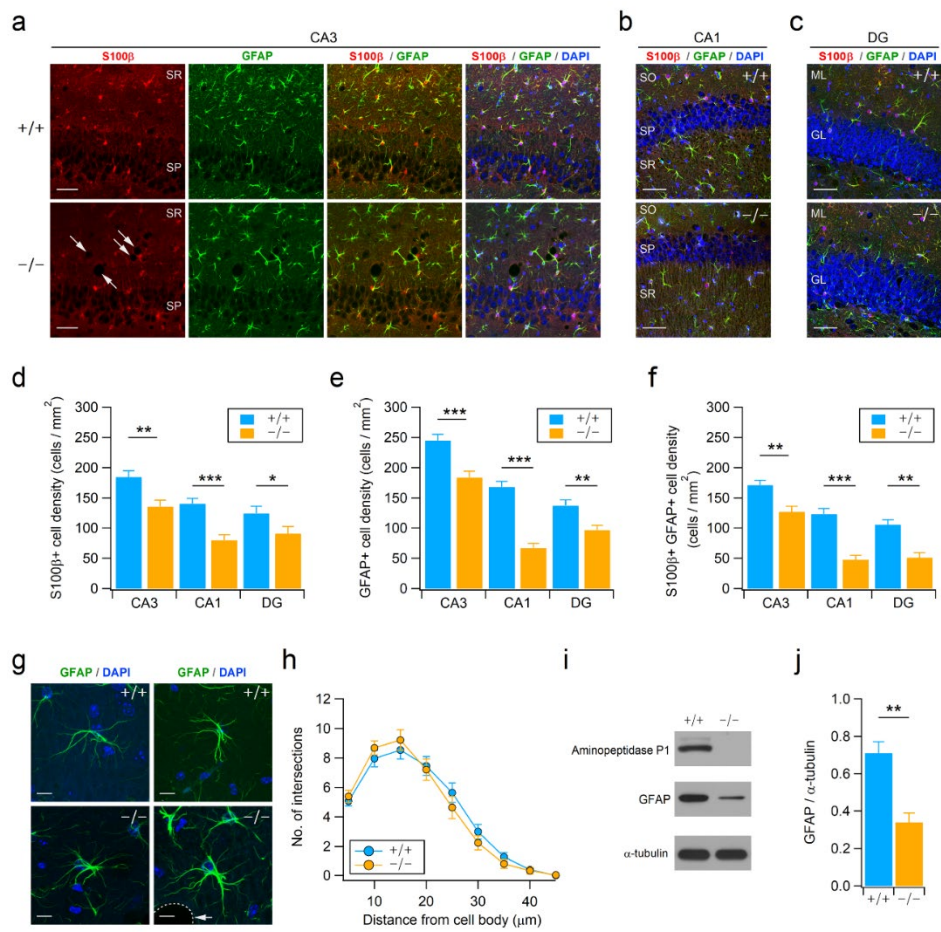 a
CA3
S100β
GFAP
S100β / GFAP
S100β / GFAP / DAPI
+/+
SR
SP
−/−
SR
SP
b
CA1
S100β / GFAP / DAPI
SO
+/+
SP
SR
SO
−/−
SP
SR
c
DG
S100β / GFAP / DAPI
ML
+/+
GL
ML
−/−
GL
d
S100β+ cell density (cells / mm²)
300
250
200
150
100
50
0
+/+
−/−
**
***
*
CA3
CA1
DG
e
GFAP+ cell density (cells / mm²)
300
250
200
150
100
50
0
+/+
−/−
***
***
**
CA3
CA1
DG
f
S100β+ GFAP+ cell density
(cells / mm²)
300
250
200
150
100
50
0
+/+
−/−
**
***
**
CA3
CA1
DG
g
GFAP / DAPI
GFAP / DAPI
+/+
+/+
−/−
−/−
h
No. of intersections
12
10
8
6
4
2
0
+/+
−/−
10
20
30
40
Distance from cell body (μm)
i
+/+
−/−
Aminopeptidase P1
GFAP
α-tubulin
j
GFAP / α-tubulin
1.0
0.8
0.6
0.4
0.2
0.0
**
+/+
−/−